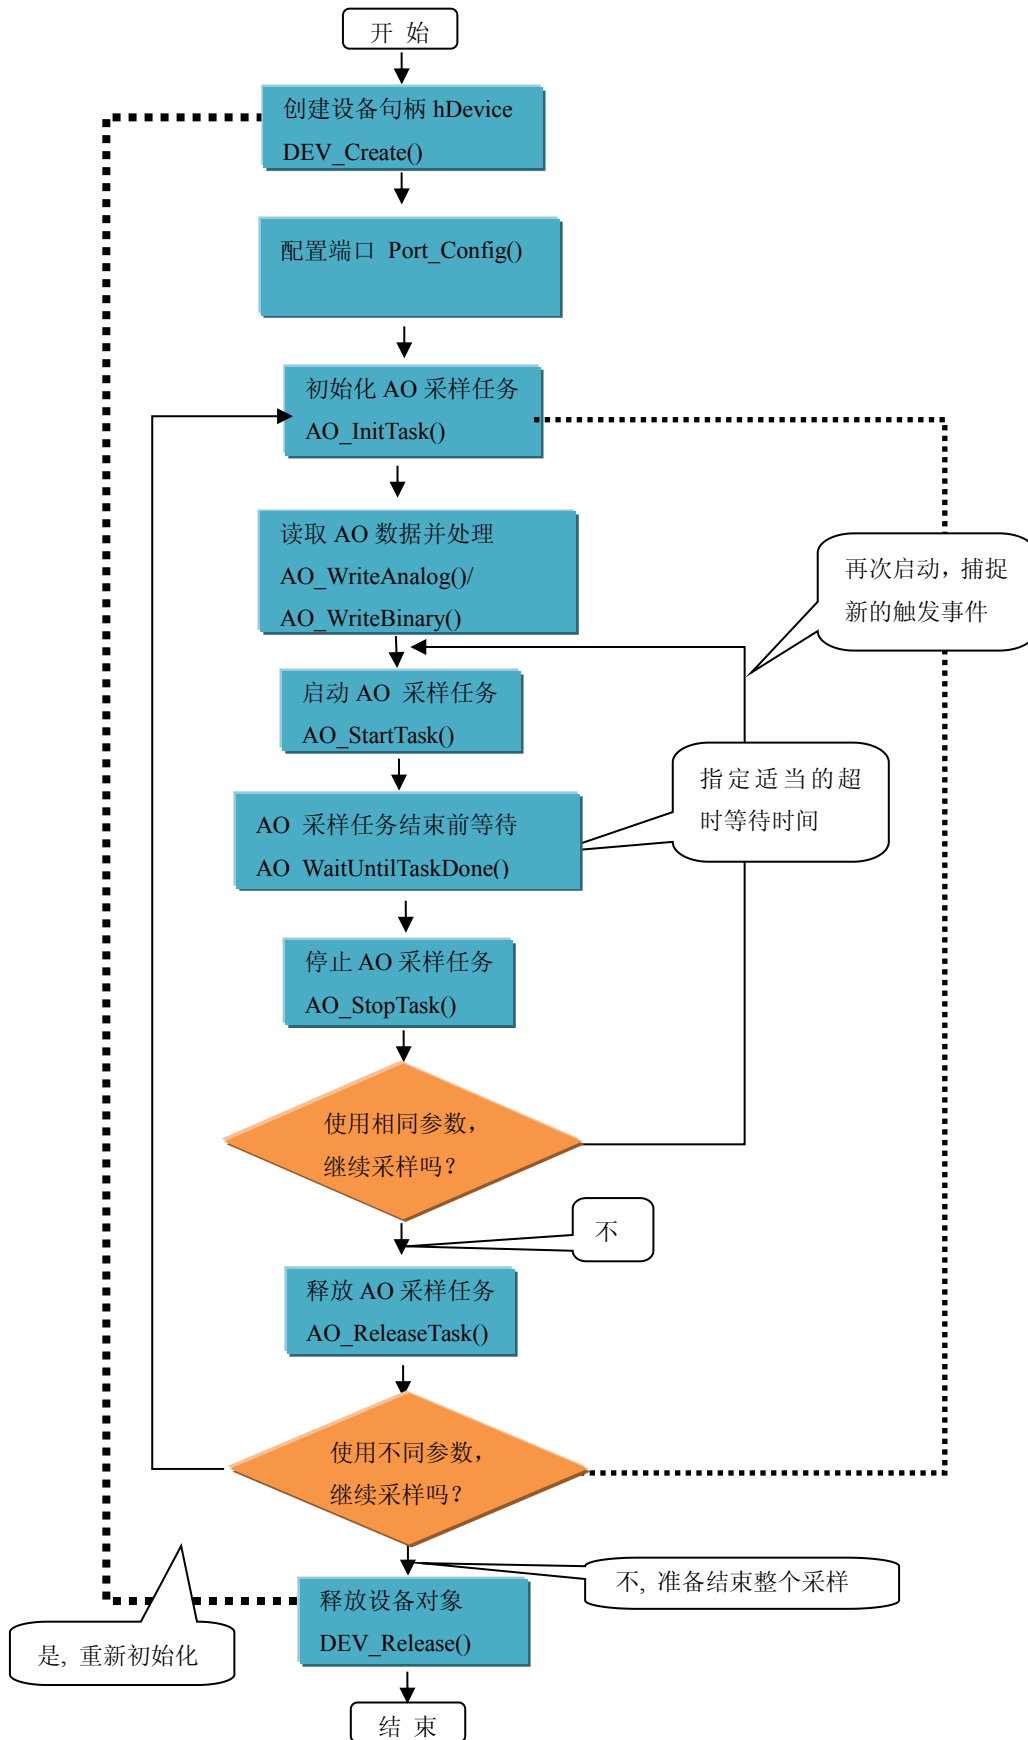 开 始
创建设备句柄 hDevice
DEV_Create()
配置端口 Port_Config()
初始化 AO 采样任务
AO_InitTask()
读取 AO 数据并处理
AO_WriteAnalog()/
AO_WriteBinary()
再次启动，捕捉
新的触发事件
启动 AO 采样任务
AO_StartTask()
指定适当的超
时等待时间
AO 采样任务结束前等待
AO WaitUntilTaskDone()
停止 AO 采样任务
AO_StopTask()
使用相同参数，
继续采样吗？
不
释放 AO 采样任务
AO_ReleaseTask()
使用不同参数，
继续采样吗？
不, 准备结束整个采样
释放设备对象
DEV_Release()
是, 重新初始化
结 束